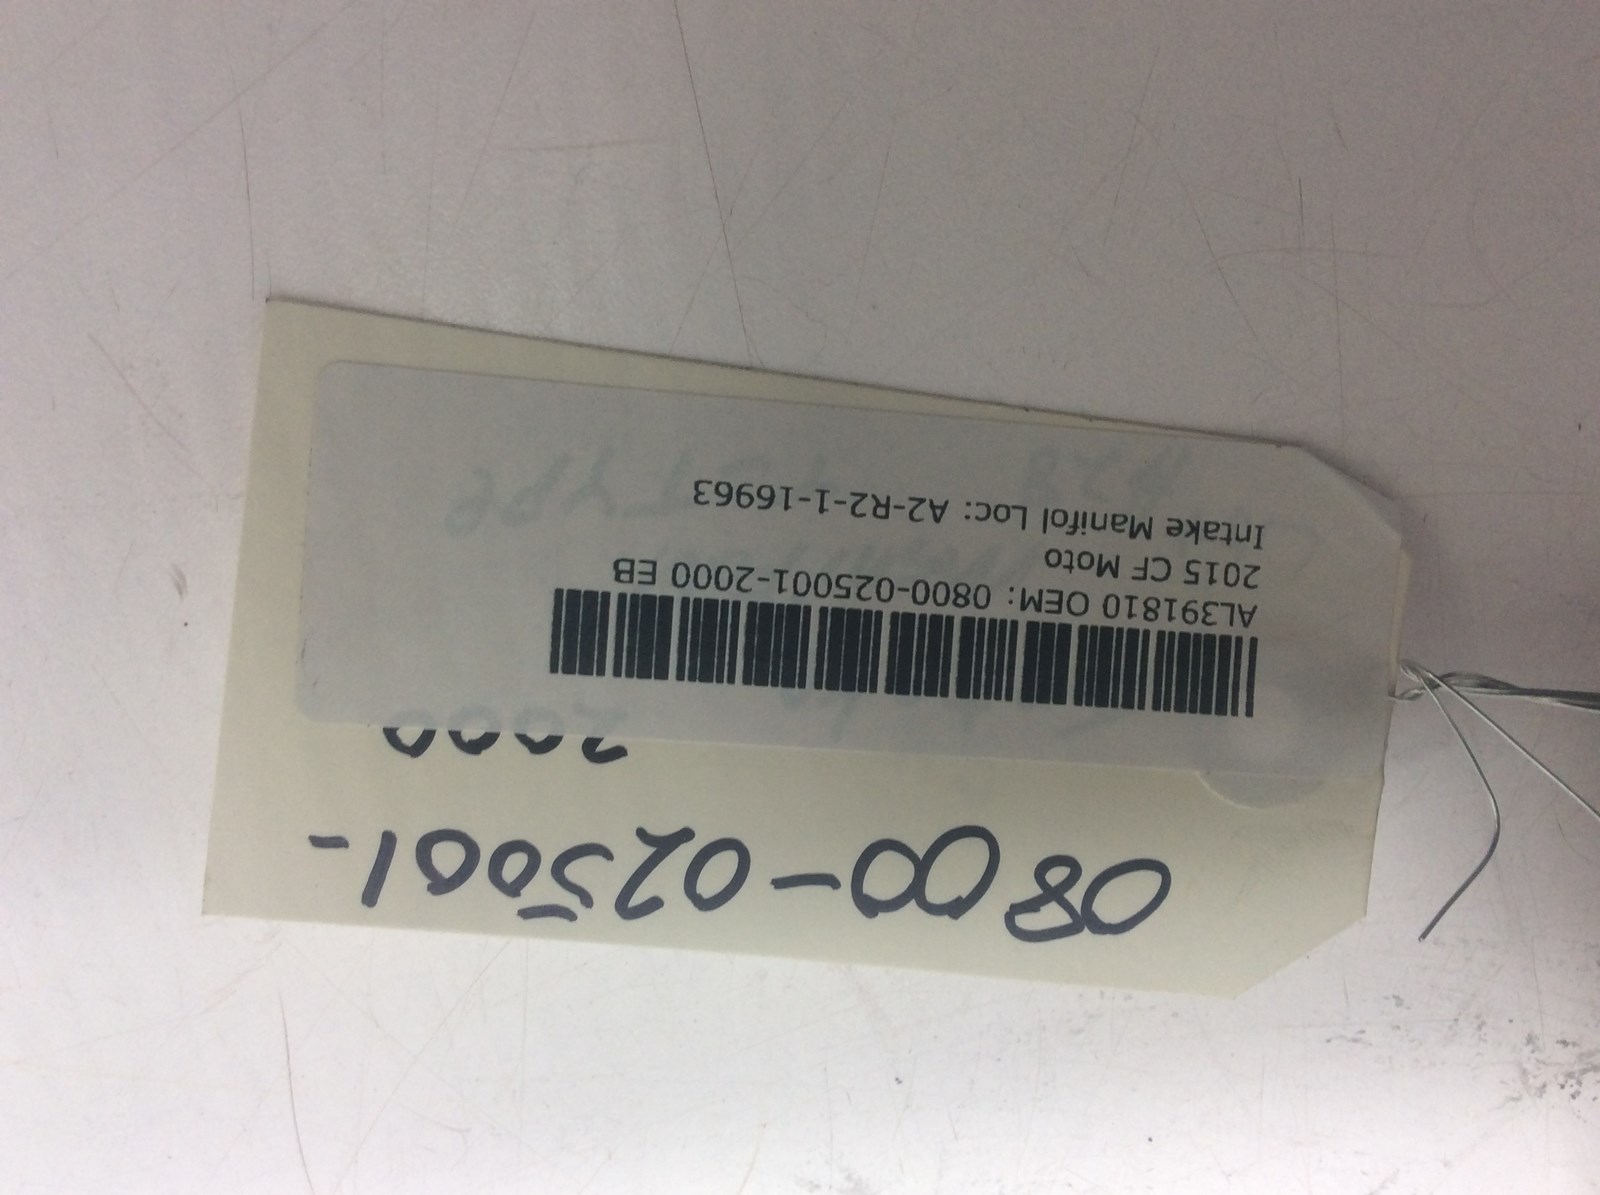 0800-025001-
2000
AL391810 OEM: 0800-025001-2000 EB
2015 CF Moto
Intake Manifol Loc: A2-R2-1-16963